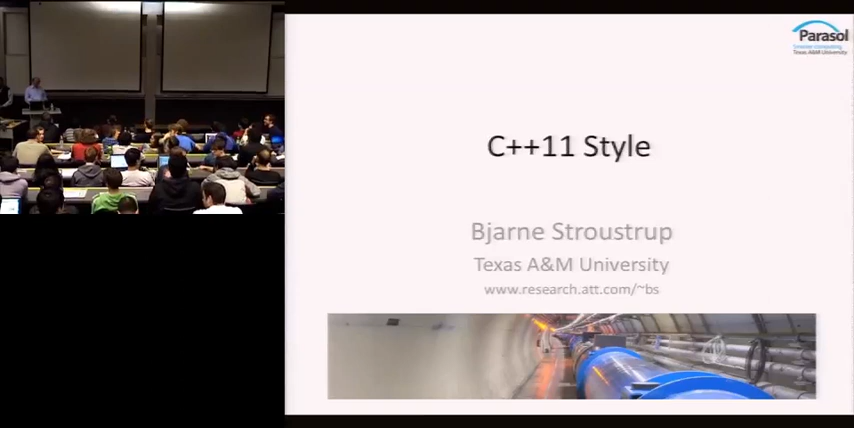 Parasol
Texas A&M University
C++11 Style
Bjarne Stroustrup
Texas A&M University
www.research.att.com/~bs